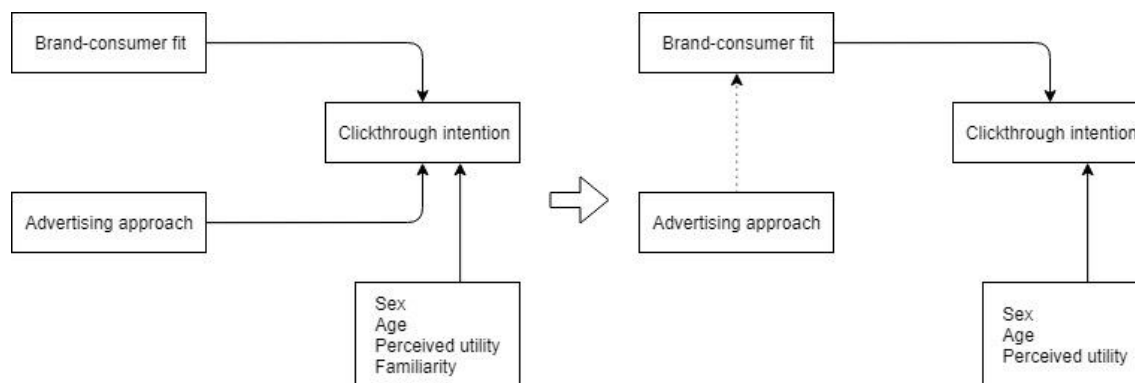 Brand-consumer fit
Clickthrough intention
Advertising approach
Sex
Age
Perceived utility
Familiarity
Brand-consumer fit
Clickthrough intention
Advertising approach
Sex
Age
Perceived utility